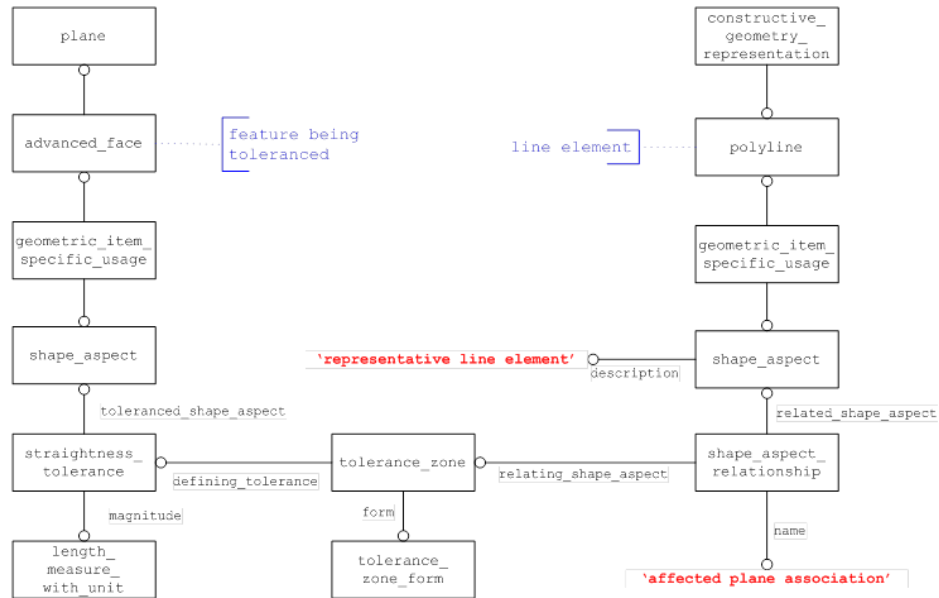 plane
constructive_
geometry_
representation
advanced_face
feature being
toleranced
line element
polyline
geometric_item_
specific_usage
geometric_item_
specific_usage
shape_aspect
‘representative line element’
description
shape_aspect
toleranced_shape_aspect
related_shape_aspect
straightness_
tolerance
defining_tolerance
tolerance_zone
relating_shape_aspect
shape_aspect_
relationship
magnitude
form
name
length_
measure_
with_unit
tolerance_
zone_form
‘affected plane association’